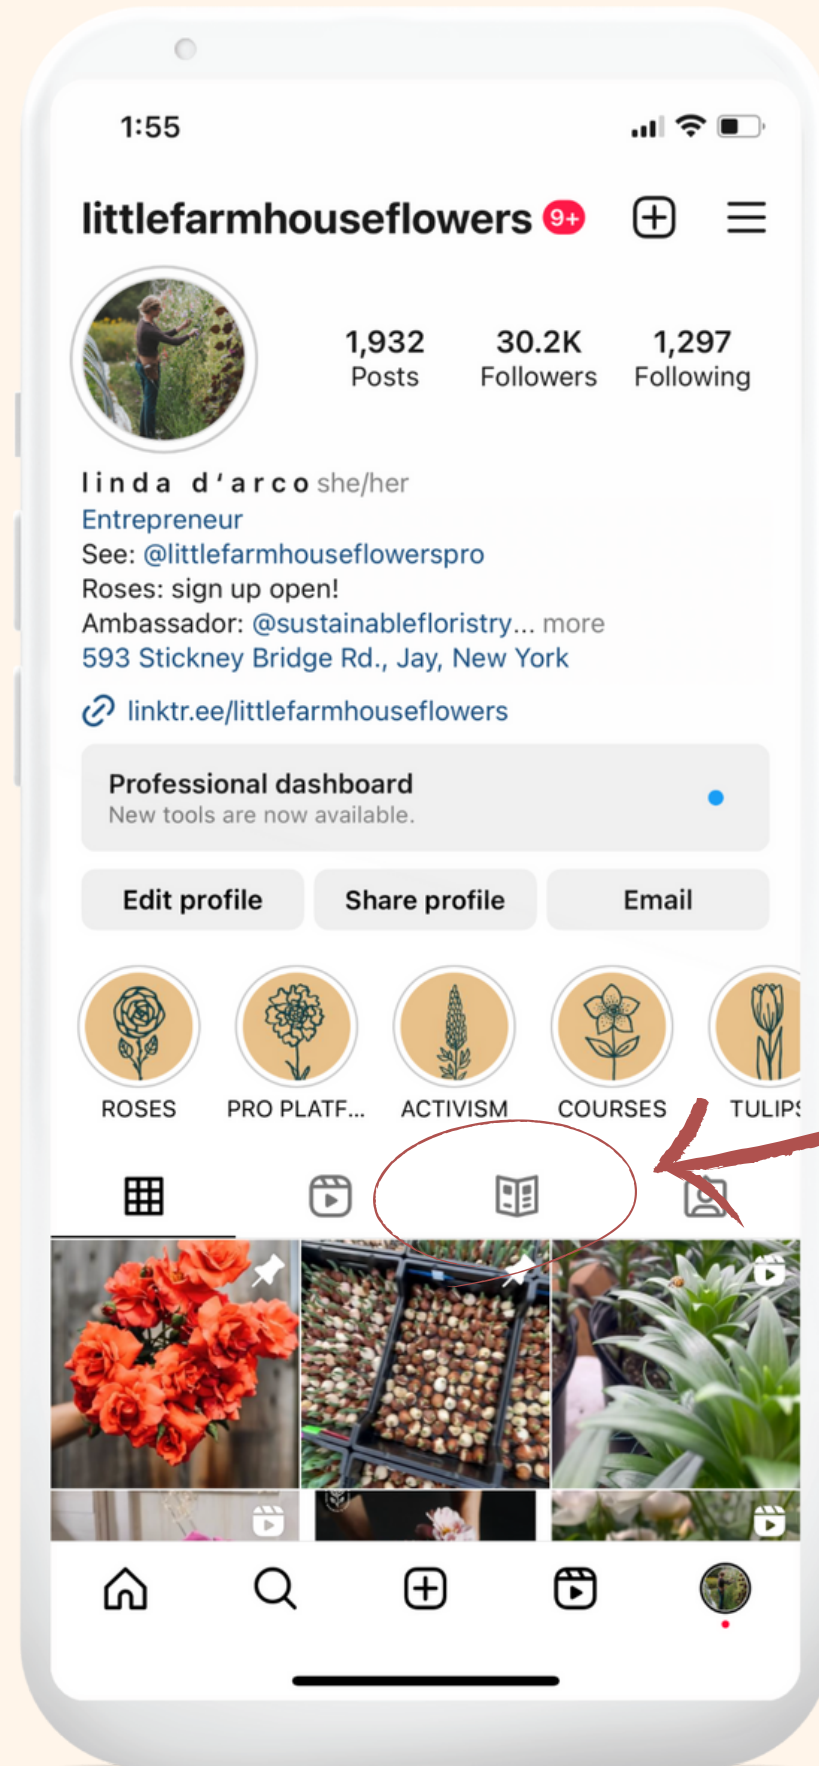 1:55
littlefarmhouseflowers 9+
1,932 30.2K 1,297
Posts Followers Following
linda d'arco she/her
Entrepreneur
See: @littlefarmhouseflowerspro
Roses: sign up open!
Ambassador: @sustainablefloristry... more
593 Stickney Bridge Rd., Jay, New York
linktr.ee/littlefarmhouseflowers
Professional dashboard
New tools are now available.
Edit profile Share profile Email
ROSES PRO PLATF... ACTIVISM COURSES TULIPS